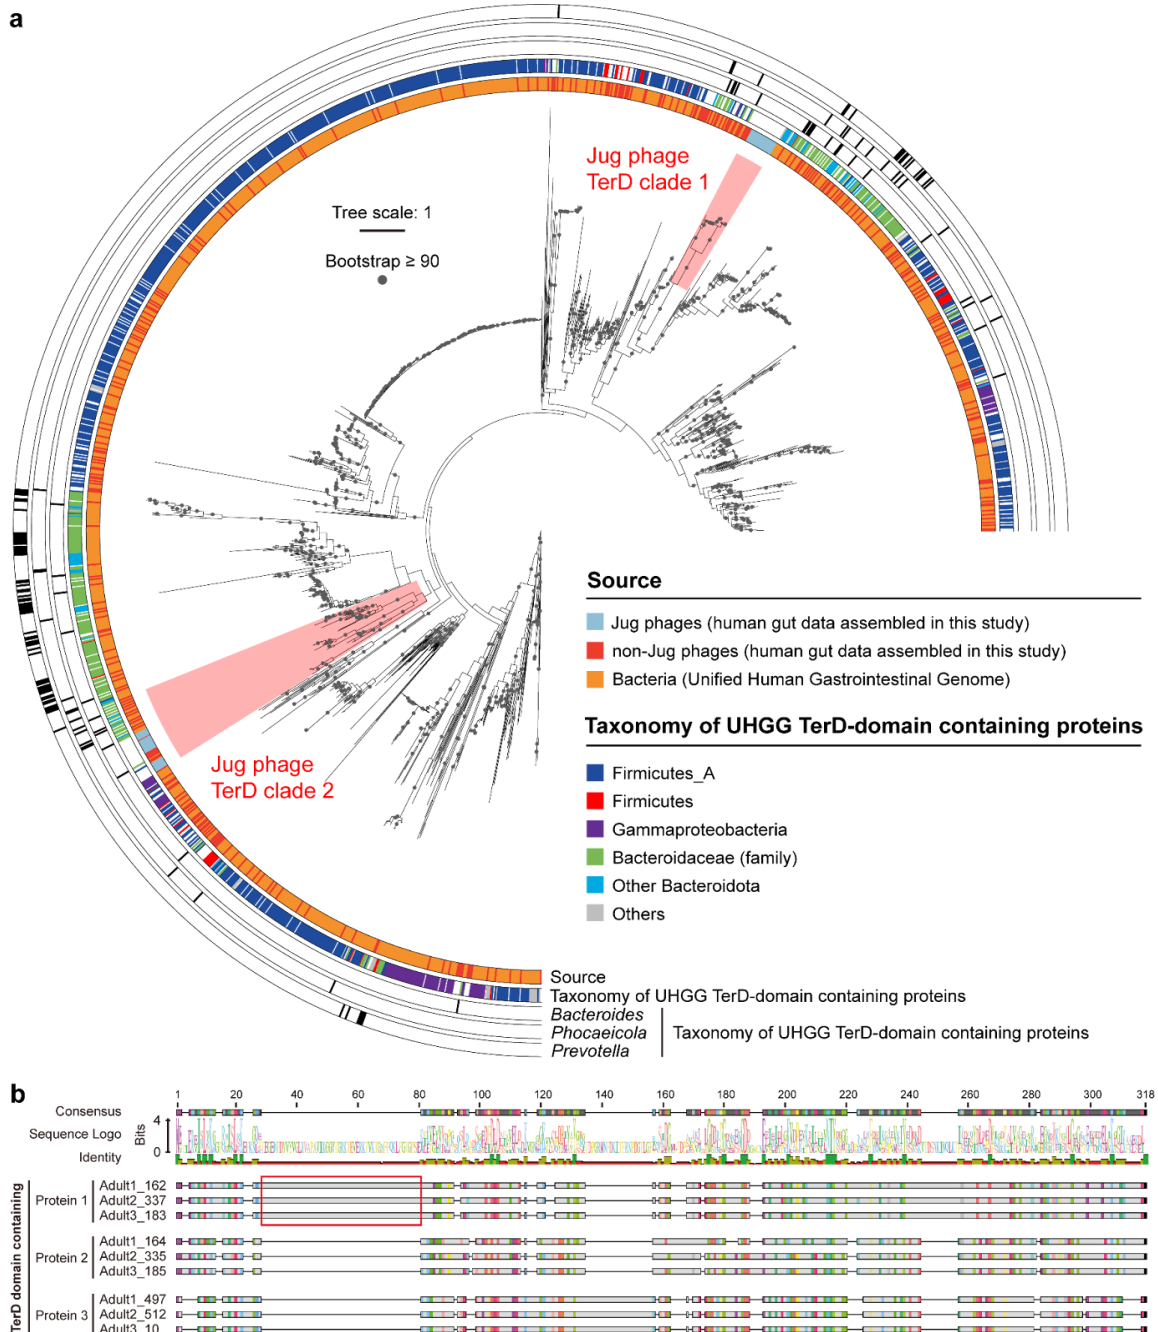 a
Jug phage
TerD clade 1
Tree scale: 1
Bootstrap ≥ 90
Source
Jug phages (human gut data assembled in this study)
non-Jug phages (human gut data assembled in this study)
Bacteria (Unified Human Gastrointestinal Genome)
Taxonomy of UHGG TerD-domain containing proteins
Firmicutes_A
Firmicutes
Gammaproteobacteria
Bacteroidaceae (family)
Other Bacteroidota
Others
Jug phage
TerD clade 2
Source
Taxonomy of UHGG TerD-domain containing proteins
Bacteroides
Phocaeicola
Prevotella
Taxonomy of UHGG TerD-domain containing proteins
b
1 20 40 60 80 100 120 140 160 180 200 220 240 260 280 300 318
Consensus
Sequence Logo
Bits
4
0
Identity
TerD domain containing
Protein 1
Adult1_162
Adult2_337
Adult3_183
Protein 2
Adult1_164
Adult2_335
Adult3_185
Protein 3
Adult1_497
Adult2_512
Adult3_10